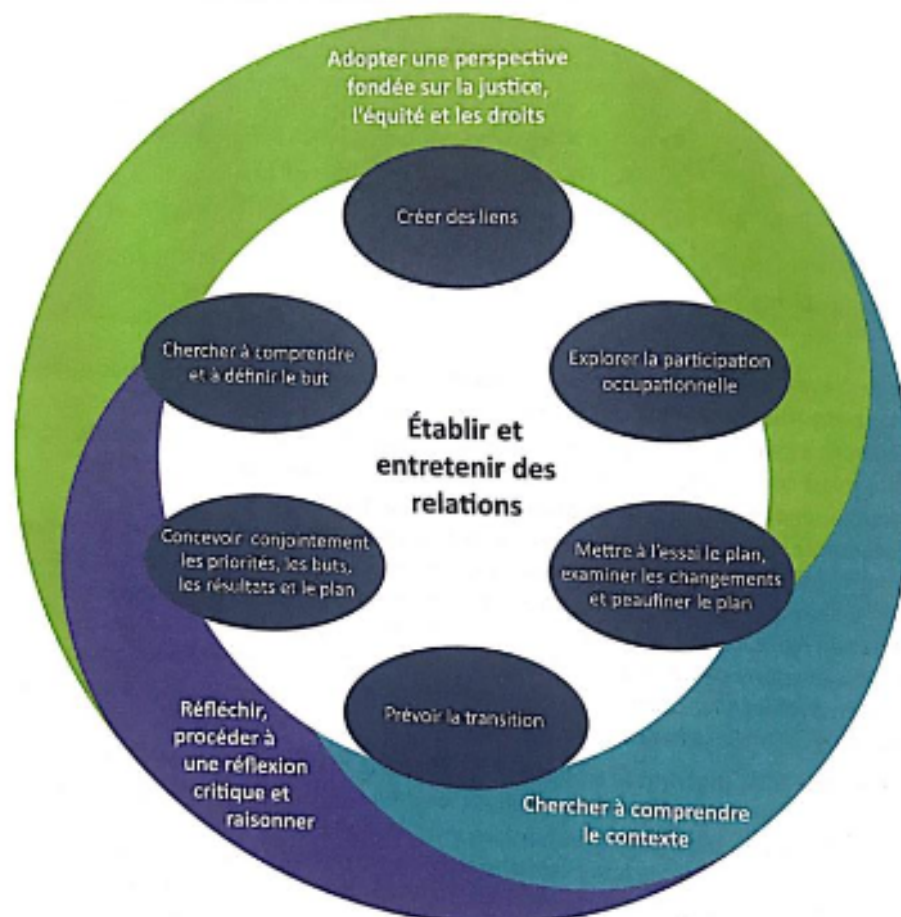 Adopter une perspective
fondée sur la justice,
l'équité et les droits
Créer des liens
Chercher à comprendre
et à définir le but
Explorer la participation
occupationnelle
Établir et
entretenir des
relations
Concevoir conjointement
les priorités, les buts,
les résultats et le plan
Mettre à l'essai le plan,
examiner les changements
et peaufiner le plan
Prévoir la transition
Réfléchir,
procéder à
une réflexion
critique et
raisonner
Chercher à comprendre
le contexte